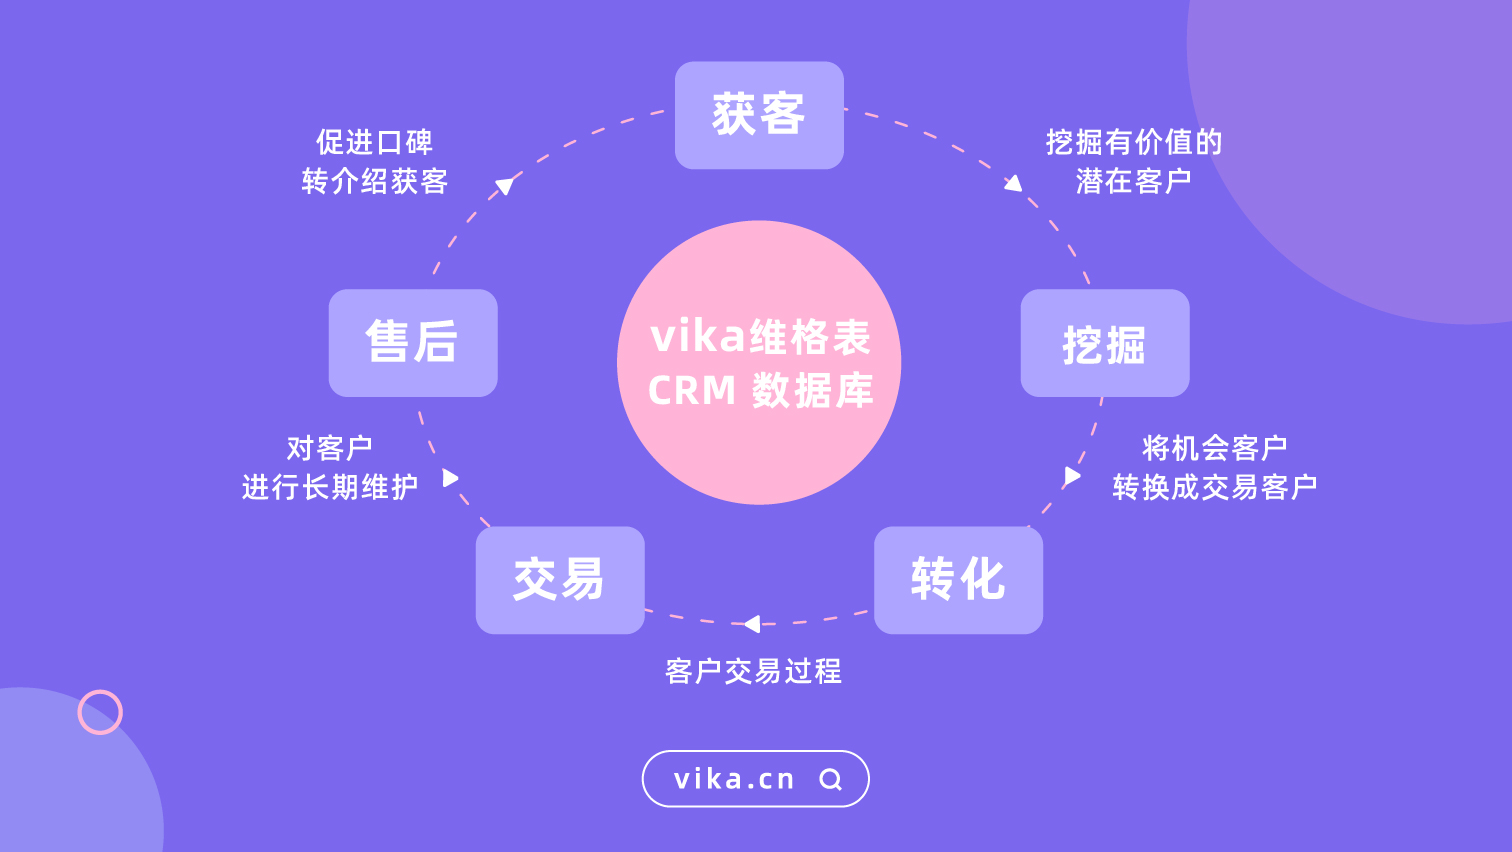 获客
促进口碑
转介绍获客
挖掘有价值的
潜在客户
售后
vika维格表
CRM 数据库
挖掘
对客户
进行长期维护
将机会客户
转换成交易客户
交易
转化
客户交易过程
vika.cn